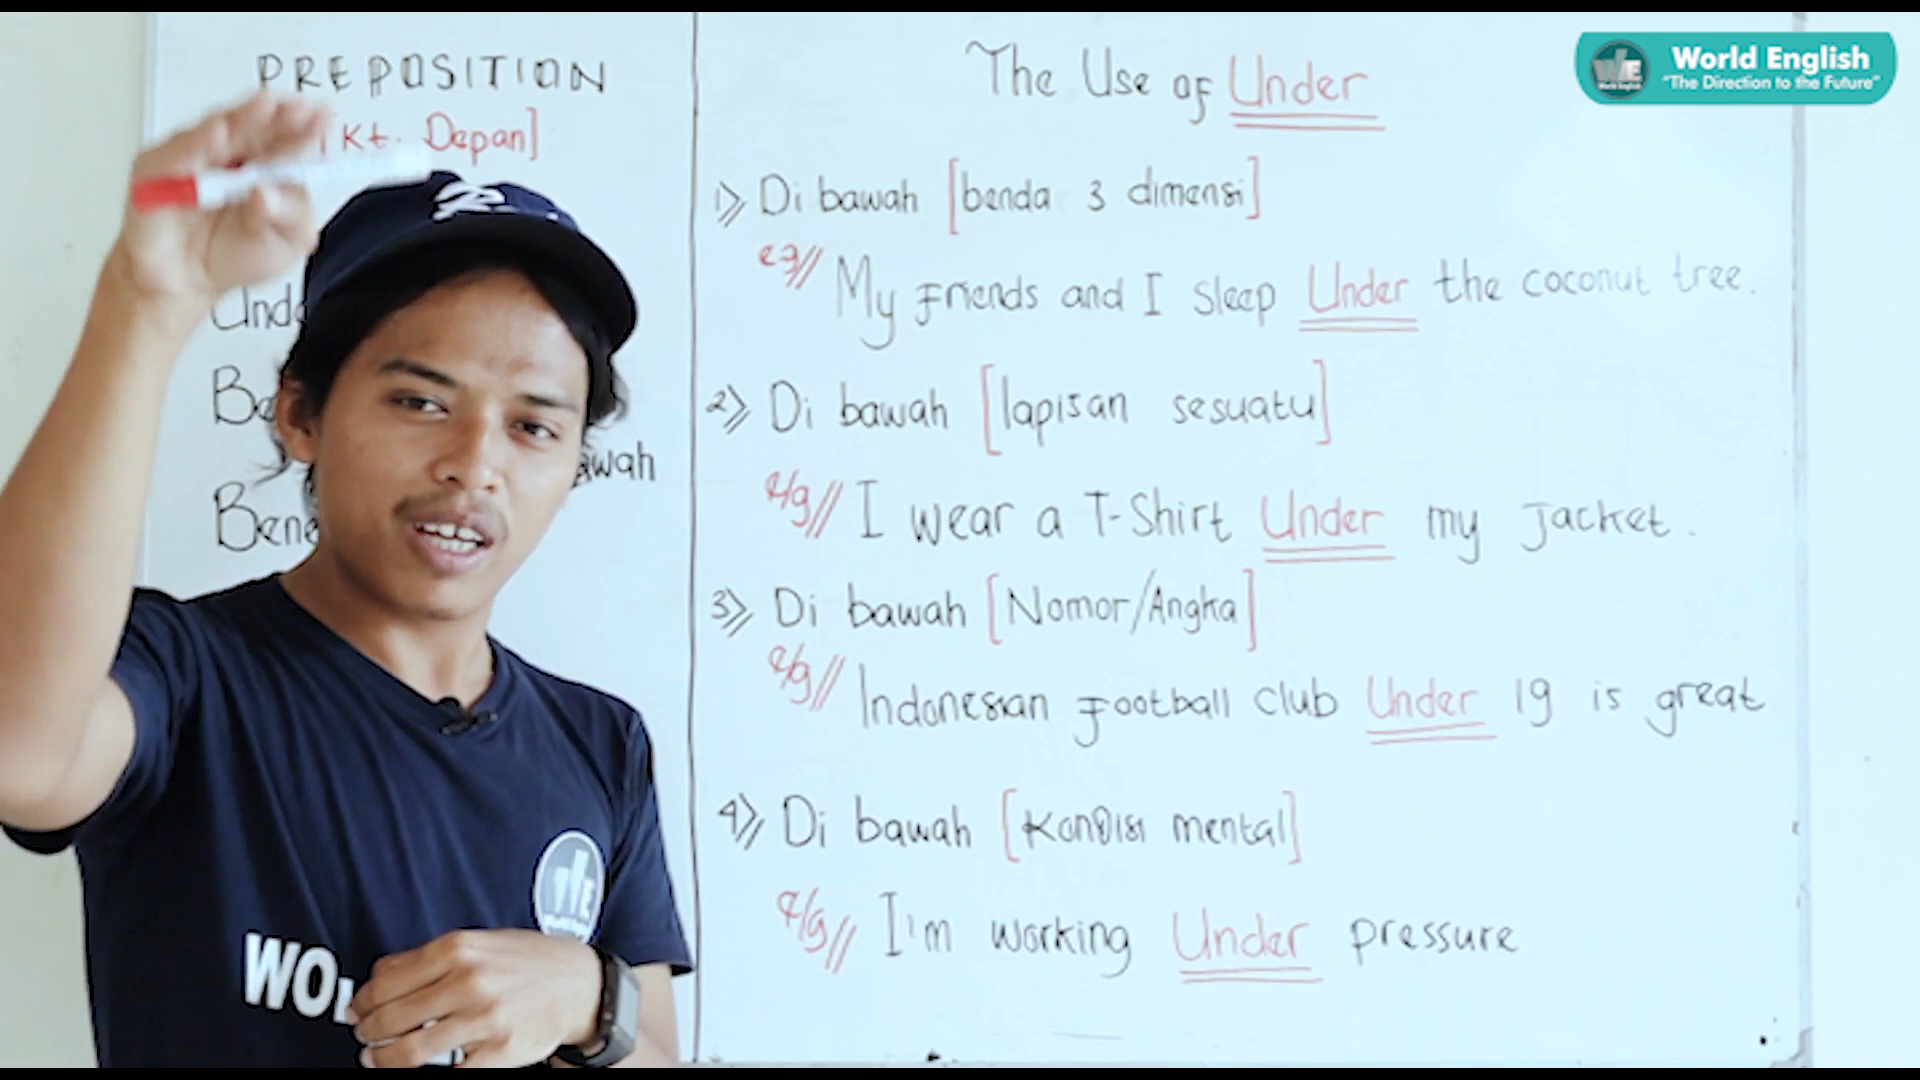 PREPOSITION
[Kt. Depan]
awah
The Use of Under
1) Di bawah [benda 3 dimensi]
eg// My Friends and I sleep Under the coconut tree.
2) Di bawah [lapisan sesuatu]
e/g// I wear a T-Shirt Under my jacket.
3) Di bawah [Nomor/Angka]
e/g// Indonesian Football club Under 19 is great
4) Di bawah [Kondisi mental]
e/g// I'm working Under pressure
World English
"The Direction to the Future"
WE